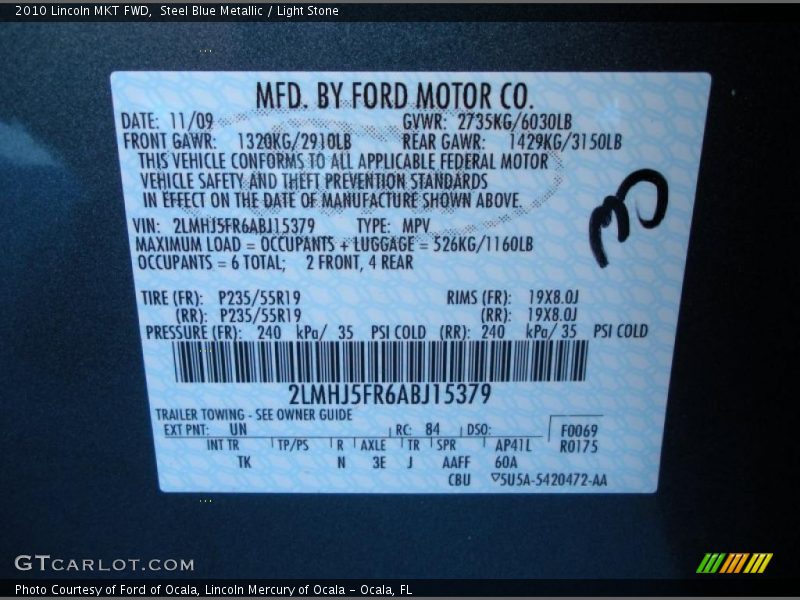 2010 Lincoln MKT FWD,  Steel Blue Metallic / Light Stone
MFD. BY FORD MOTOR CO.
DATE: 11/09 GVWR: 2735KG/6030LB
FRONT GAWR: 1320KG/2910LB REAR GAWR: 1429KG/3150LB
THIS VEHICLE CONFORMS TO ALL APPLICABLE FEDERAL MOTOR
VEHICLE SAFETY AND THEFT PREVENTION STANDARDS
IN EFFECT ON THE DATE OF MANUFACTURE SHOWN ABOVE.
VIN: 2LMHJ5FR6ABJ15379 TYPE: MPV
MAXIMUM LOAD = OCCUPANTS + LUGGAGE = 526KG/1160LB
OCCUPANTS = 6 TOTAL; 2 FRONT, 4 REAR
TIRE (FR): P235/55R19 RIMS (FR): 19X8.0J
(RR): P235/55R19 (RR): 19X8.0J
PRESSURE (FR): 240 kPa/ 35 PSI COLD (RR): 240 kPa/ 35 PSI COLD
2LMHJ5FR6ABJ15379
TRAILER TOWING - SEE OWNER GUIDE
EXT PNT: UN RC: 84 DSO: F0069
INT TR TP/PS R AXLE TR SPR AP41L R0175
TK N 3E J AAFF 60A
CBU ▽5U5A-5420472-AA
GTCARLOT.COM
Photo Courtesy of Ford of Ocala, Lincoln Mercury of Ocala - Ocala, FL